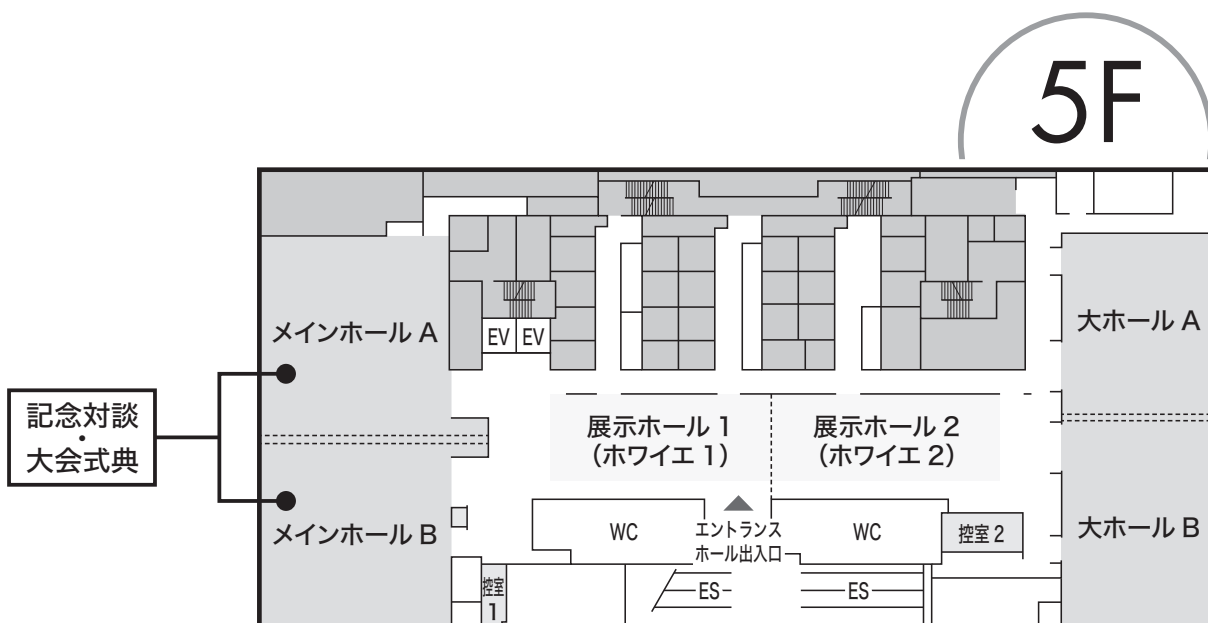 5F
メインホール A
EV
EV
大ホール A
記念対談
・
大会式典
展示ホール 1
（ホワイエ 1）
展示ホール 2
（ホワイエ 2）
メインホール B
WC
エントランス
ホール出入口
WC
控室 2
大ホール B
控室
1
ES
ES